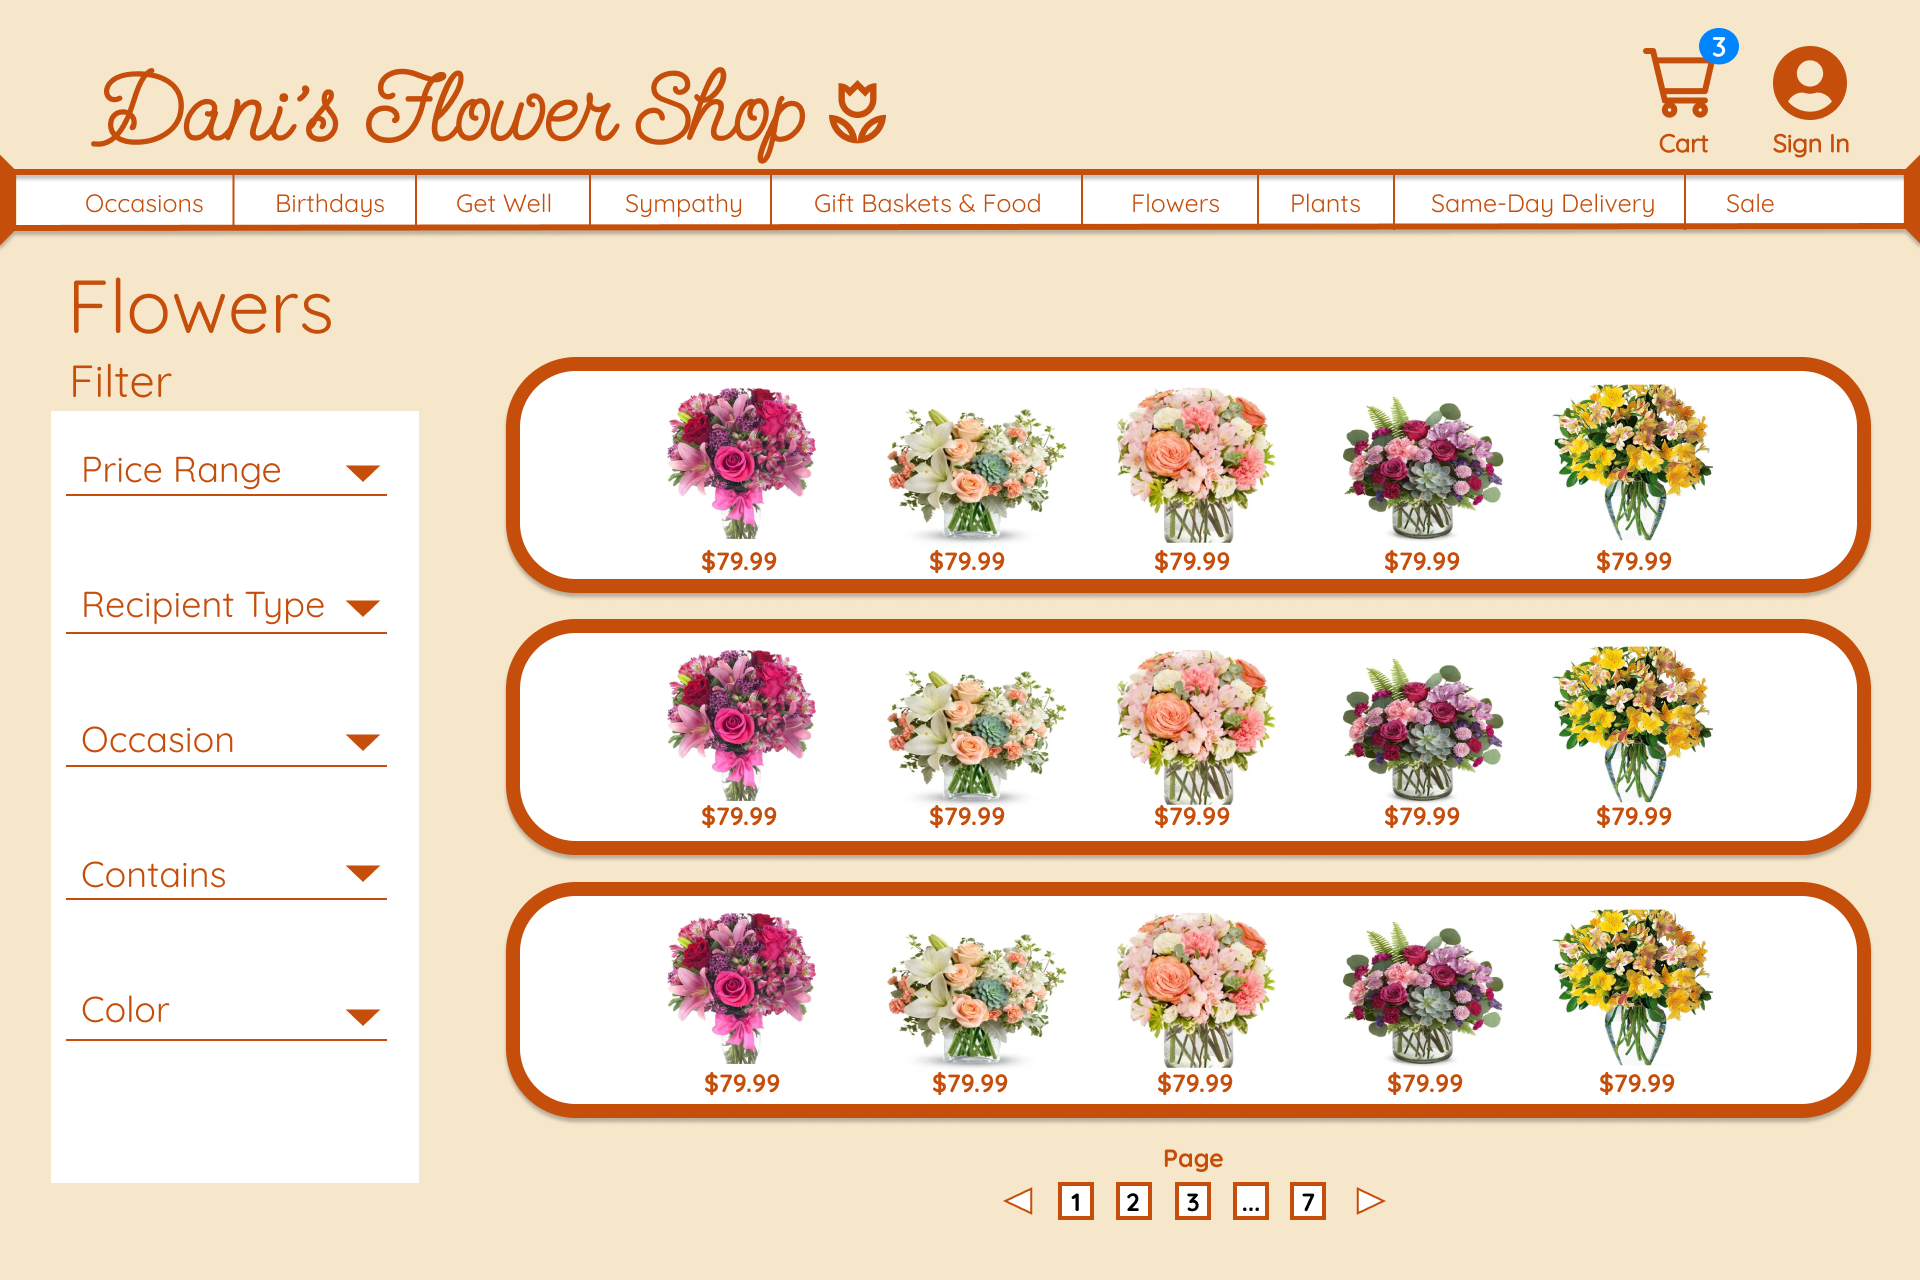 Dani's Flower Shop
3
Cart
Sign In
Occasions
Birthdays
Get Well
Sympathy
Gift Baskets & Food
Flowers
Plants
Same-Day Delivery
Sale
Flowers
Filter
Price Range
Recipient Type
Occasion
Contains
Color
$79.99 $79.99 $79.99 $79.99 $79.99
$79.99 $79.99 $79.99 $79.99 $79.99
$79.99 $79.99 $79.99 $79.99 $79.99
Page
1 2 3 ... 7